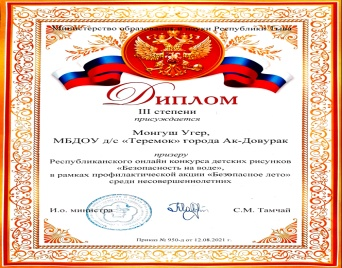 Министерство образования и науки Республики Тыва
Диплом
III степени
присуждается
Монгуш Угер,
МБДОУ д/с «Теремок» города Ак-Довурак
призеру
Республиканского онлайн конкурса детских рисунков
«Безопасность на воде»,
в рамках профилактической акции «Безопасное лето»
среди несовершеннолетних
И.о. министра
С.М. Тамчай
Приказ № 950-д от 12.08.2021 г